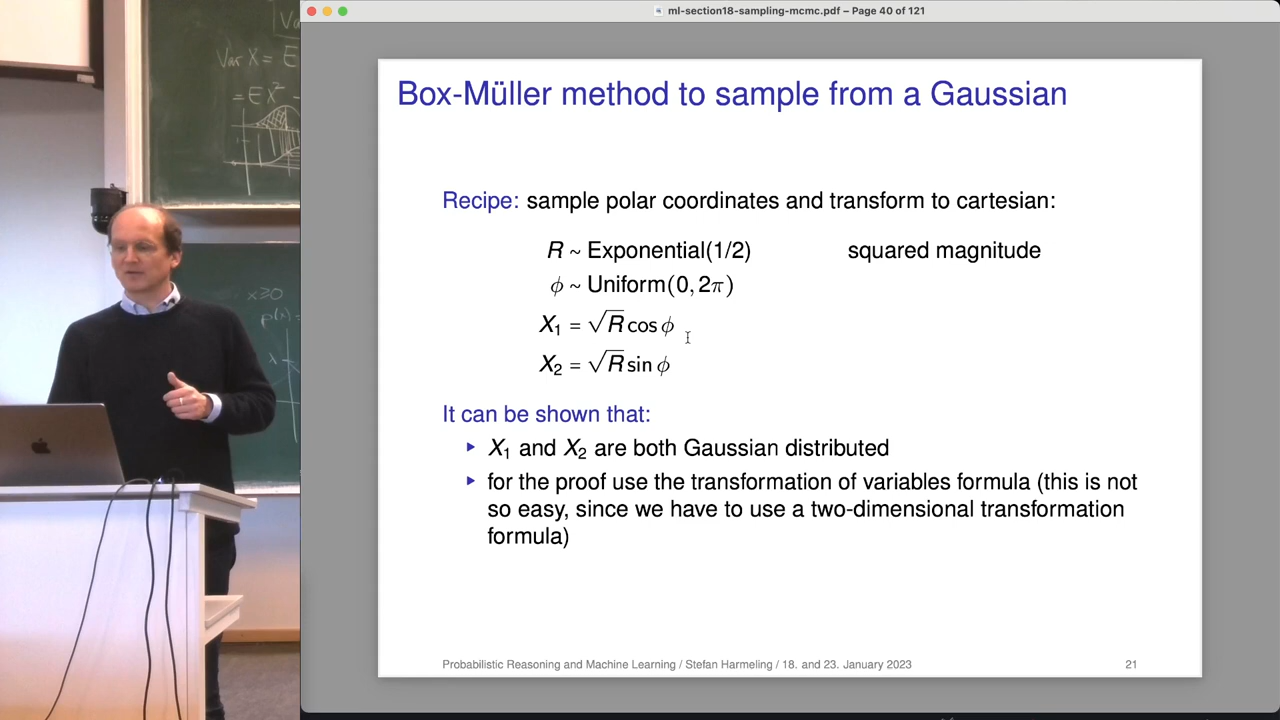 ml-section18-sampling-mcmc.pdf – Page 40 of 121
Var X = E
= E X² -
x≥0
p(x)
λ
Box-Müller method to sample from a Gaussian
Recipe: sample polar coordinates and transform to cartesian:
R ~ Exponential(1/2) squared magnitude
ϕ ~ Uniform(0, 2π)
X₁ = √R cos ϕ
X₂ = √R sin ϕ
It can be shown that:
▸ X₁ and X₂ are both Gaussian distributed
▸ for the proof use the transformation of variables formula (this is not
so easy, since we have to use a two-dimensional transformation
formula)
Probabilistic Reasoning and Machine Learning / Stefan Harmeling / 18. and 23. January 2023 21